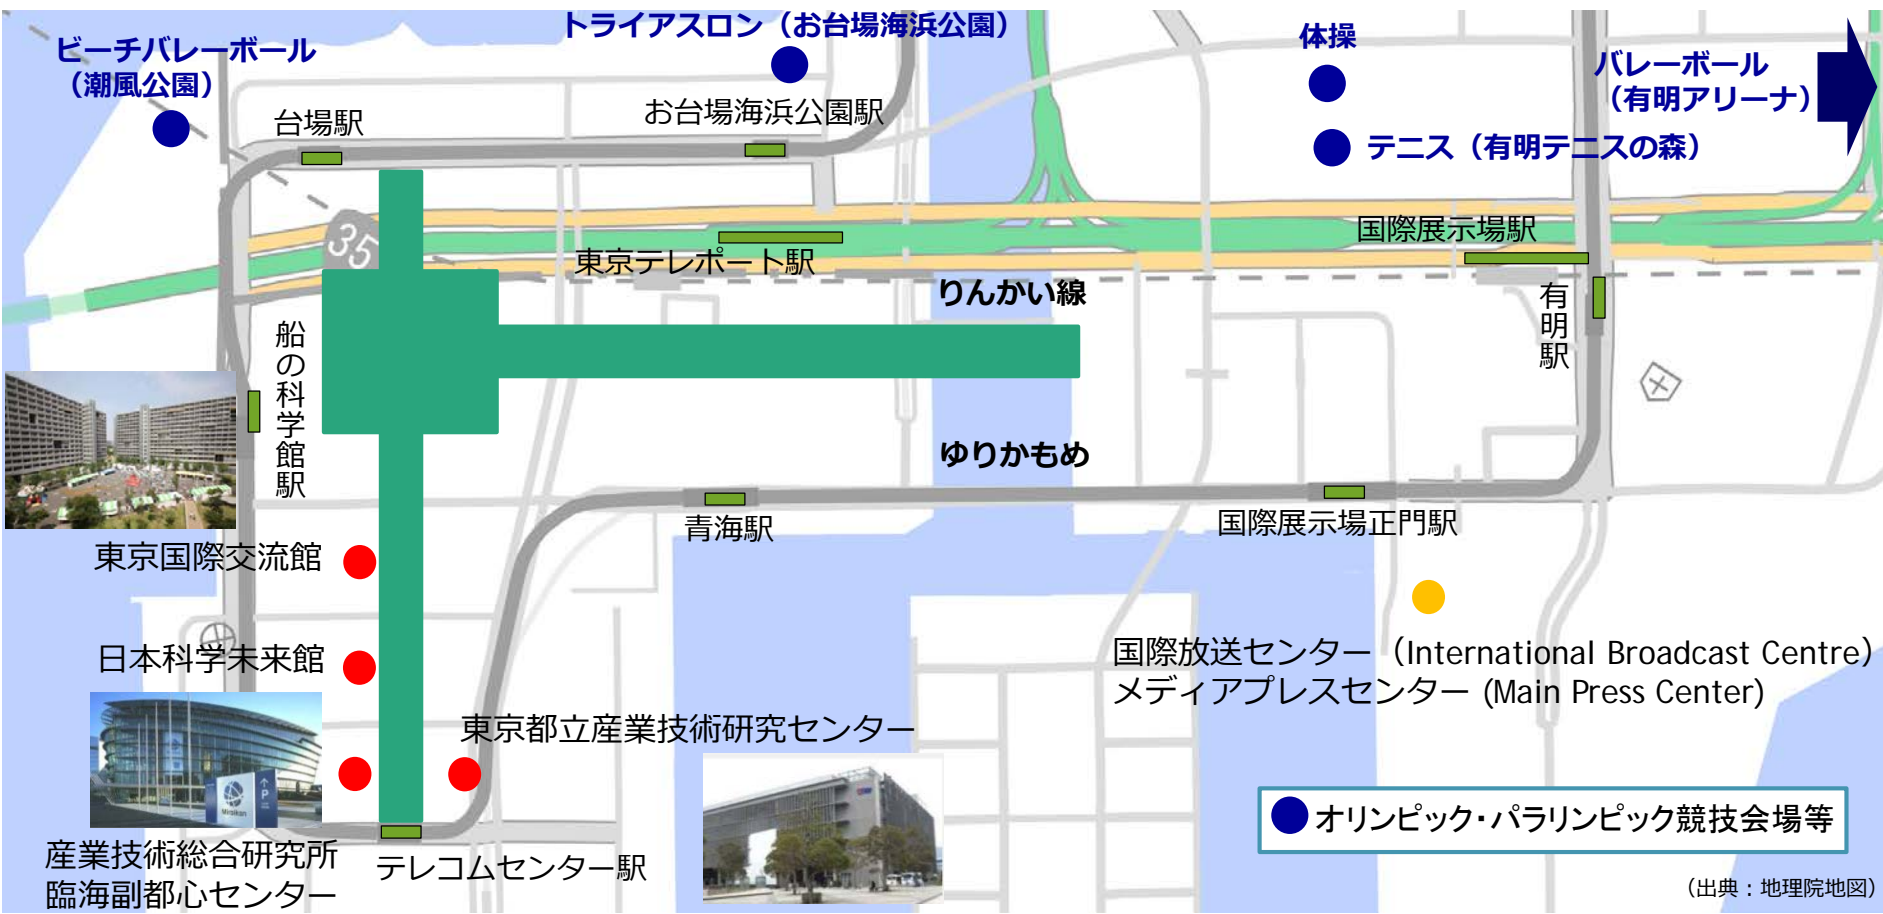 トライアスロン（お台場海浜公園）
ビーチバレーボール
（潮風公園）
体操
バレーボール
（有明アリーナ）
台場駅
お台場海浜公園駅
テニス（有明テニスの森）
35
国際展示場駅
東京テレポート駅
りんかい線
有明駅
船の科学館駅
ゆりかもめ
青海駅
国際展示場正門駅
東京国際交流館
日本科学未来館
国際放送センター（International Broadcast Centre）
メディアプレスセンター (Main Press Center)
東京都立産業技術研究センター
Miraikan
P
オリンピック・パラリンピック競技会場等
産業技術総合研究所
臨海副都心センター
テレコムセンター駅
（出典：地理院地図）